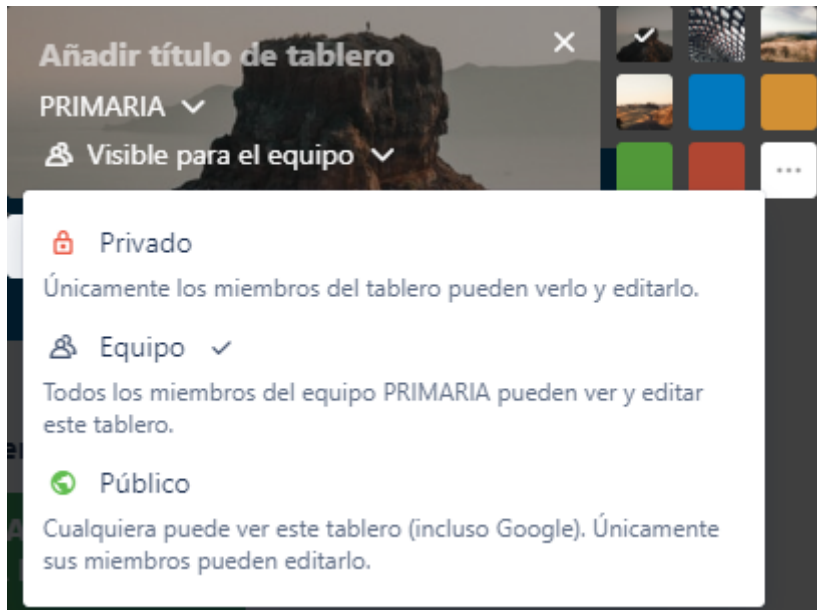 Añadir título de tablero
PRIMARIA
Visible para el equipo
Privado
Únicamente los miembros del tablero pueden verlo y editarlo.
Equipo
Todos los miembros del equipo PRIMARIA pueden ver y editar
este tablero.
Público
Cualquiera puede ver este tablero (incluso Google). Únicamente
sus miembros pueden editarlo.